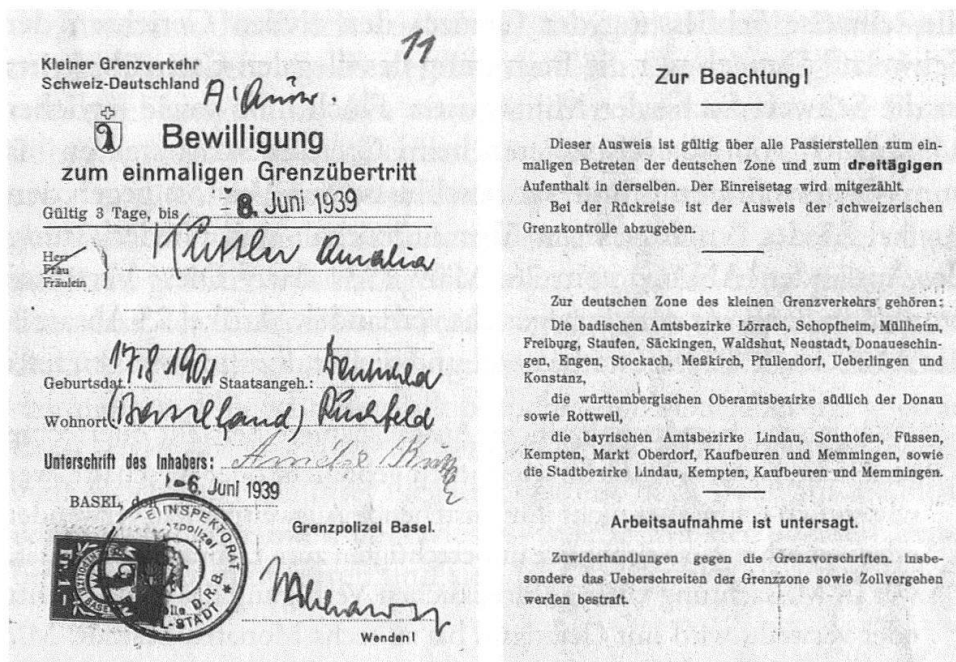 11
Kleiner Grenzverkehr
Schweiz-Deutschland
Bewilligung
zum einmaligen Grenzübertritt
Gültig 3 Tage, bis 8. Juni 1939
Herr
Frau
Fräulein
Amalia
Geburtsdat. 17.8.1901 Staatsangeh.:
Wohnort (Baselland)
Unterschrift des Inhabers:
BASEL, den 6. Juni 1939
Grenzpolizei Basel.
Wenden!
Zur Beachtung!
Dieser Ausweis ist gültig über alle Passierstellen zum ein-
maligen Betreten der deutschen Zone und zum dreitägigen
Aufenthalt in derselben. Der Einreisetag wird mitgezählt.
Bei der Rückreise ist der Ausweis der schweizerischen
Grenzkontrolle abzugeben.
Zur deutschen Zone des kleinen Grenzverkehrs gehören:
Die badischen Amtsbezirke Lörrach, Schopfheim, Müllheim,
Freiburg, Staufen, Säckingen, Waldshut, Neustadt, Donaueschin-
gen, Engen, Stockach, Meßkirch, Pfullendorf, Ueberlingen und
Konstanz,
die württembergischen Oberamtsbezirke südlich der Donau
sowie Rottweil,
die bayrischen Amtsbezirke Lindau, Sonthofen, Füssen,
Kempten, Markt Oberdorf, Kaufbeuren und Memmingen, sowie
die Stadtbezirke Lindau, Kempten, Kaufbeuren und Memmingen.
Arbeitsaufnahme ist untersagt.
Zuwiderhandlungen gegen die Grenzvorschriften, insbe-
sondere das Ueberschreiten der Grenzzone sowie Zollvergehen
werden bestraft.